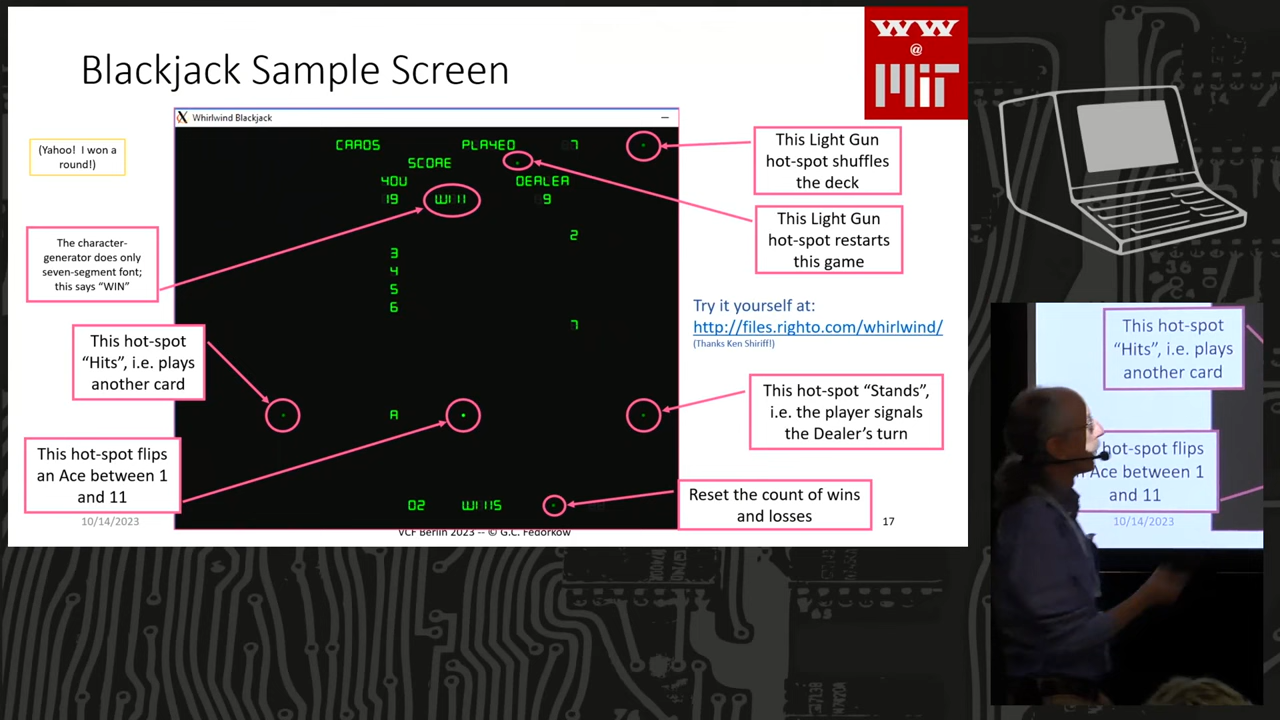 Blackjack Sample Screen
WW
@
MIT
Whirlwind Blackjack
(Yahoo! I won a
round!)
CARDS PLAYED 7
SCORE
YOU DEALER
19 WIN 9
2
3
4
5
6
7
A
02 WINS
This Light Gun
hot-spot shuffles
the deck
This Light Gun
hot-spot restarts
this game
The character-
generator does only
seven-segment font;
this says “WIN”
Try it yourself at:
http://files.righto.com/whirlwind/
(Thanks Ken Shiriff!)
This hot-spot
“Hits”, i.e. plays
another card
This hot-spot “Stands”,
i.e. the player signals
the Dealer’s turn
This hot-spot flips
an Ace between 1
and 11
Reset the count of wins
and losses
10/14/2023
VCF Berlin 2023 -- © G.C. Fedorkow
17
This hot-spot
“Hits”, i.e. plays
another card
hot-spot flips
Ace between 1
and 11
10/14/2023